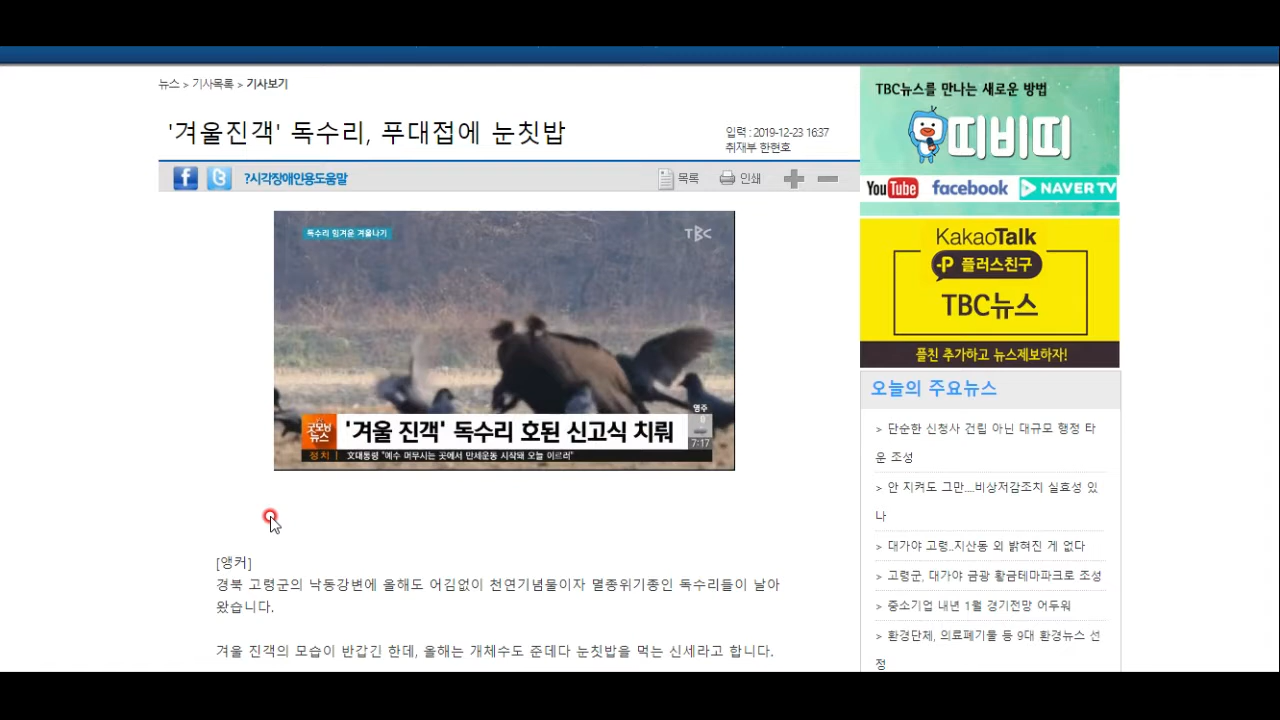 뉴스 > 기사목록 > 기사보기
'겨울진객' 독수리, 푸대접에 눈칫밥
입력 : 2019-12-23 16:37
취재부 한현호
f t ?시각장애인용도움말
목록 인쇄
독수리 힘겨운 겨울나기
TBC
굿모닝
뉴스
'겨울 진객' 독수리 호된 신고식 치뤄
영주
7:17
정치 文대통령 "예수 머무시는 곳에서 만세운동 시작돼 오늘 이르러"
[앵커]
경북 고령군의 낙동강변에 올해도 어김없이 천연기념물이자 멸종위기종인 독수리들이 날아
왔습니다.
겨울 진객의 모습이 반갑긴 한데, 올해는 개체수도 준데다 눈칫밥을 먹는 신세라고 합니다.
TBC뉴스를 만나는 새로운 방법
띠비띠
YouTube facebook NAVER TV
KakaoTalk
P 플러스친구
TBC뉴스
플친 추가하고 뉴스제보하자!
오늘의 주요뉴스
> 단순한 신청사 건립 아닌 대규모 행정 타
운 조성
> 안 지켜도 그만....비상저감조치 실효성 있
나
> 대가야 고령..지산동 외 밝혀진 게 없다
> 고령군, 대가야 금광 황금테마파크로 조성
> 중소기업 내년 1월 경기전망 어두워
> 환경단체, 의료폐기물 등 9대 환경뉴스 선
정